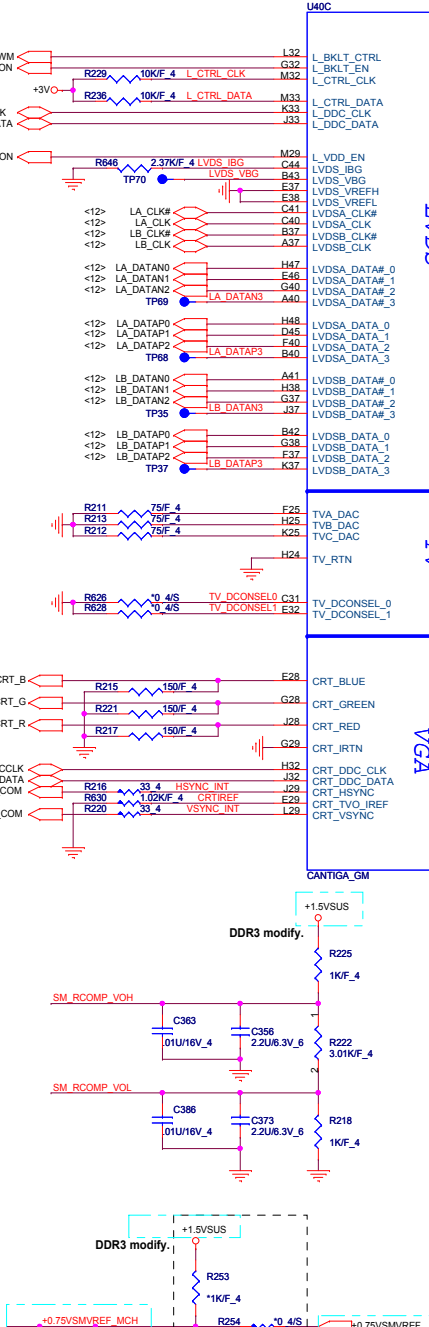 U40C
WM L32 L_BKLT_CTRL
ON G32 L_BKLT_EN
R229 10K/F_4 L_CTRL_CLK M32 L_CTRL_CLK
+3V
R236 10K/F_4 L_CTRL_DATA M33 L_CTRL_DATA
K K33 L_DDC_CLK
ATA J33 L_DDC_DATA
ON M29 L_VDD_EN
R646 2.37K/F_4 LVDS_IBG C44 LVDS_IBG
TP70 LVDS_VBG B43 LVDS_VBG
E37 LVDS_VREFH
E38 LVDS_VREFL
<12> LA_CLK# C41 LVDSA_CLK#
<12> LA_CLK C40 LVDSA_CLK
<12> LB_CLK# B37 LVDSB_CLK#
<12> LB_CLK A37 LVDSB_CLK
<12> LA_DATAN0 H47 LVDSA_DATA#_0
<12> LA_DATAN1 E46 LVDSA_DATA#_1
<12> LA_DATAN2 G40 LVDSA_DATA#_2
TP69 LA_DATAN3 A40 LVDSA_DATA#_3
<12> LA_DATAP0 H48 LVDSA_DATA_0
<12> LA_DATAP1 D45 LVDSA_DATA_1
<12> LA_DATAP2 F40 LVDSA_DATA_2
TP68 LA_DATAP3 B40 LVDSA_DATA_3
<12> LB_DATAN0 A41 LVDSB_DATA#_0
<12> LB_DATAN1 H38 LVDSB_DATA#_1
<12> LB_DATAN2 G37 LVDSB_DATA#_2
TP35 LB_DATAN3 J37 LVDSB_DATA#_3
<12> LB_DATAP0 B42 LVDSB_DATA_0
<12> LB_DATAP1 G38 LVDSB_DATA_1
<12> LB_DATAP2 F37 LVDSB_DATA_2
TP37 LB_DATAP3 K37 LVDSB_DATA_3
R211 75/F_4 F25 TVA_DAC
R213 75/F_4 H25 TVB_DAC
R212 75/F_4 K25 TVC_DAC
H24 TV_RTN
R626 *0_4/S TV_DCONSEL0 C31 TV_DCONSEL_0
R628 *0_4/S TV_DCONSEL1 E32 TV_DCONSEL_1
CRT_B E28 CRT_BLUE
R215 150/F_4
CRT_G G28 CRT_GREEN
R221 150/F_4
CRT_R J28 CRT_RED
R217 150/F_4
G29 CRT_IRTN
VGA
CCLK H32 CRT_DDC_CLK
DATA J32 CRT_DDC_DATA
COM R216 33_4 HSYNC_INT J29 CRT_HSYNC
R630 1.02K/F_4 CRTIREF E29 CRT_TVO_IREF
COM R220 33_4 VSYNC_INT L29 CRT_VSYNC
CANTIGA_GM
+1.5VSUS
DDR3 modify.
R225
1K/F_4
SM_RCOMP_VOH
C363
.01U/16V_4
C356
2.2U/6.3V_6
1
R222
3.01K/F_4
2
SM_RCOMP_VOL
C386
.01U/16V_4
C373
2.2U/6.3V_6
R218
1K/F_4
+1.5VSUS
DDR3 modify.
R253
*1K/F_4
+0.75VSMVREF_MCH R254 *0_4/S +0.75VSMVREF